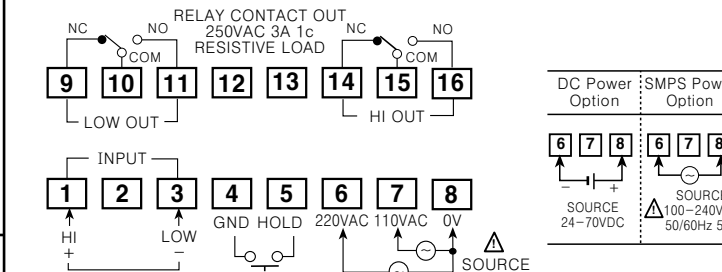 RELAY CONTACT OUT
250VAC 3A 1c
RESISTIVE LOAD
NC NO NC NO
COM COM
9 10 11 12 13 14 15 16
LOW OUT HI OUT
INPUT
1 2 3 4 5 6 7 8
GND HOLD 220VAC 110VAC 0V
HI LOW
+ −
SOURCE
DC Power
Option
SMPS
Option
6 7 8 6 7 8
− +
SOURCE
24−70VDC
100−240V
50/60Hz